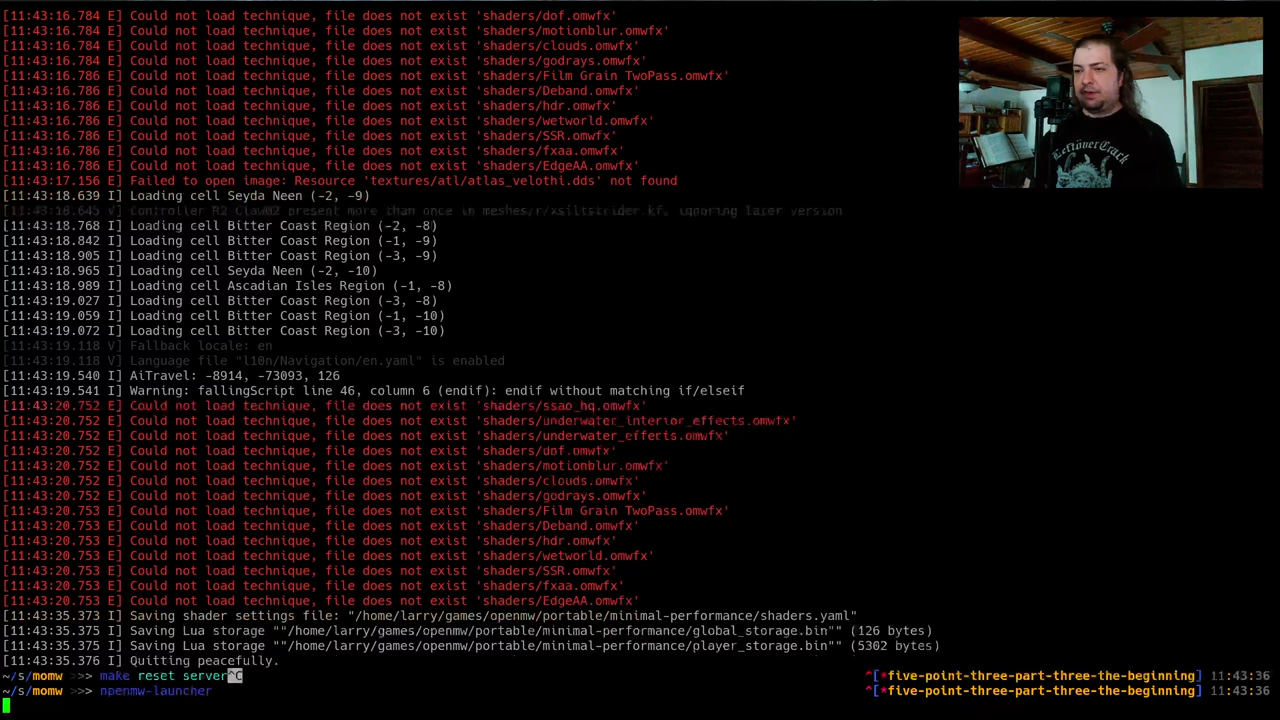 [11:43:16.784 E] Could not load technique, file does not exist 'shaders/dof.omwfx'
[11:43:16.784 E] Could not load technique, file does not exist 'shaders/motionblur.omwfx'
[11:43:16.784 E] Could not load technique, file does not exist 'shaders/clouds.omwfx'
[11:43:16.784 E] Could not load technique, file does not exist 'shaders/godrays.omwfx'
[11:43:16.786 E] Could not load technique, file does not exist 'shaders/Film Grain TwoPass.omwfx'
[11:43:16.786 E] Could not load technique, file does not exist 'shaders/Deband.omwfx'
[11:43:16.786 E] Could not load technique, file does not exist 'shaders/hdr.omwfx'
[11:43:16.786 E] Could not load technique, file does not exist 'shaders/wetworld.omwfx'
[11:43:16.786 E] Could not load technique, file does not exist 'shaders/SSR.omwfx'
[11:43:16.786 E] Could not load technique, file does not exist 'shaders/fxaa.omwfx'
[11:43:16.786 E] Could not load technique, file does not exist 'shaders/EdgeAA.omwfx'
[11:43:17.156 E] Failed to open image: Resource 'textures/atl/atlas_velothi.dds' not found
[11:43:18.639 I] Loading cell Seyda Neen (-2, -9)
[11:43:18.645 V] Controller R2 Claw02 present more than once in meshes/r/xsiltstrider.kf, ignoring later version
[11:43:18.768 I] Loading cell Bitter Coast Region (-2, -8)
[11:43:18.842 I] Loading cell Bitter Coast Region (-1, -9)
[11:43:18.905 I] Loading cell Bitter Coast Region (-3, -9)
[11:43:18.965 I] Loading cell Seyda Neen (-2, -10)
[11:43:18.989 I] Loading cell Ascadian Isles Region (-1, -8)
[11:43:19.027 I] Loading cell Bitter Coast Region (-3, -8)
[11:43:19.059 I] Loading cell Bitter Coast Region (-1, -10)
[11:43:19.072 I] Loading cell Bitter Coast Region (-3, -10)
[11:43:19.118 V] Fallback locale: en
[11:43:19.118 V] Language file "l10n/Navigation/en.yaml" is enabled
[11:43:19.540 I] AiTravel: -8914, -73093, 126
[11:43:19.541 I] Warning: fallingScript line 46, column 6 (endif): endif without matching if/elseif
[11:43:20.752 E] Could not load technique, file does not exist 'shaders/ssao_hq.omwfx'
[11:43:20.752 E] Could not load technique, file does not exist 'shaders/underwater_interior_effects.omwfx'
[11:43:20.752 E] Could not load technique, file does not exist 'shaders/underwater_effects.omwfx'
[11:43:20.752 E] Could not load technique, file does not exist 'shaders/dof.omwfx'
[11:43:20.752 E] Could not load technique, file does not exist 'shaders/motionblur.omwfx'
[11:43:20.752 E] Could not load technique, file does not exist 'shaders/clouds.omwfx'
[11:43:20.752 E] Could not load technique, file does not exist 'shaders/godrays.omwfx'
[11:43:20.753 E] Could not load technique, file does not exist 'shaders/Film Grain TwoPass.omwfx'
[11:43:20.753 E] Could not load technique, file does not exist 'shaders/Deband.omwfx'
[11:43:20.753 E] Could not load technique, file does not exist 'shaders/hdr.omwfx'
[11:43:20.753 E] Could not load technique, file does not exist 'shaders/wetworld.omwfx'
[11:43:20.753 E] Could not load technique, file does not exist 'shaders/SSR.omwfx'
[11:43:20.753 E] Could not load technique, file does not exist 'shaders/fxaa.omwfx'
[11:43:20.753 E] Could not load technique, file does not exist 'shaders/EdgeAA.omwfx'
[11:43:35.373 I] Saving shader settings file: "/home/larry/games/openmw/portable/minimal-performance/shaders.yaml"
[11:43:35.375 I] Saving Lua storage ""/home/larry/games/openmw/portable/minimal-performance/global_storage.bin"" (126 bytes)
[11:43:35.375 I] Saving Lua storage ""/home/larry/games/openmw/portable/minimal-performance/player_storage.bin"" (5302 bytes)
[11:43:35.376 I] Quitting peacefully.
~/s/momw >>> make reset server^C ^[*five-point-three-part-three-the-beginning] 11:43:36
~/s/momw >>> openmw-launcher ^[*five-point-three-part-three-the-beginning] 11:43:36
Leftöver Crack